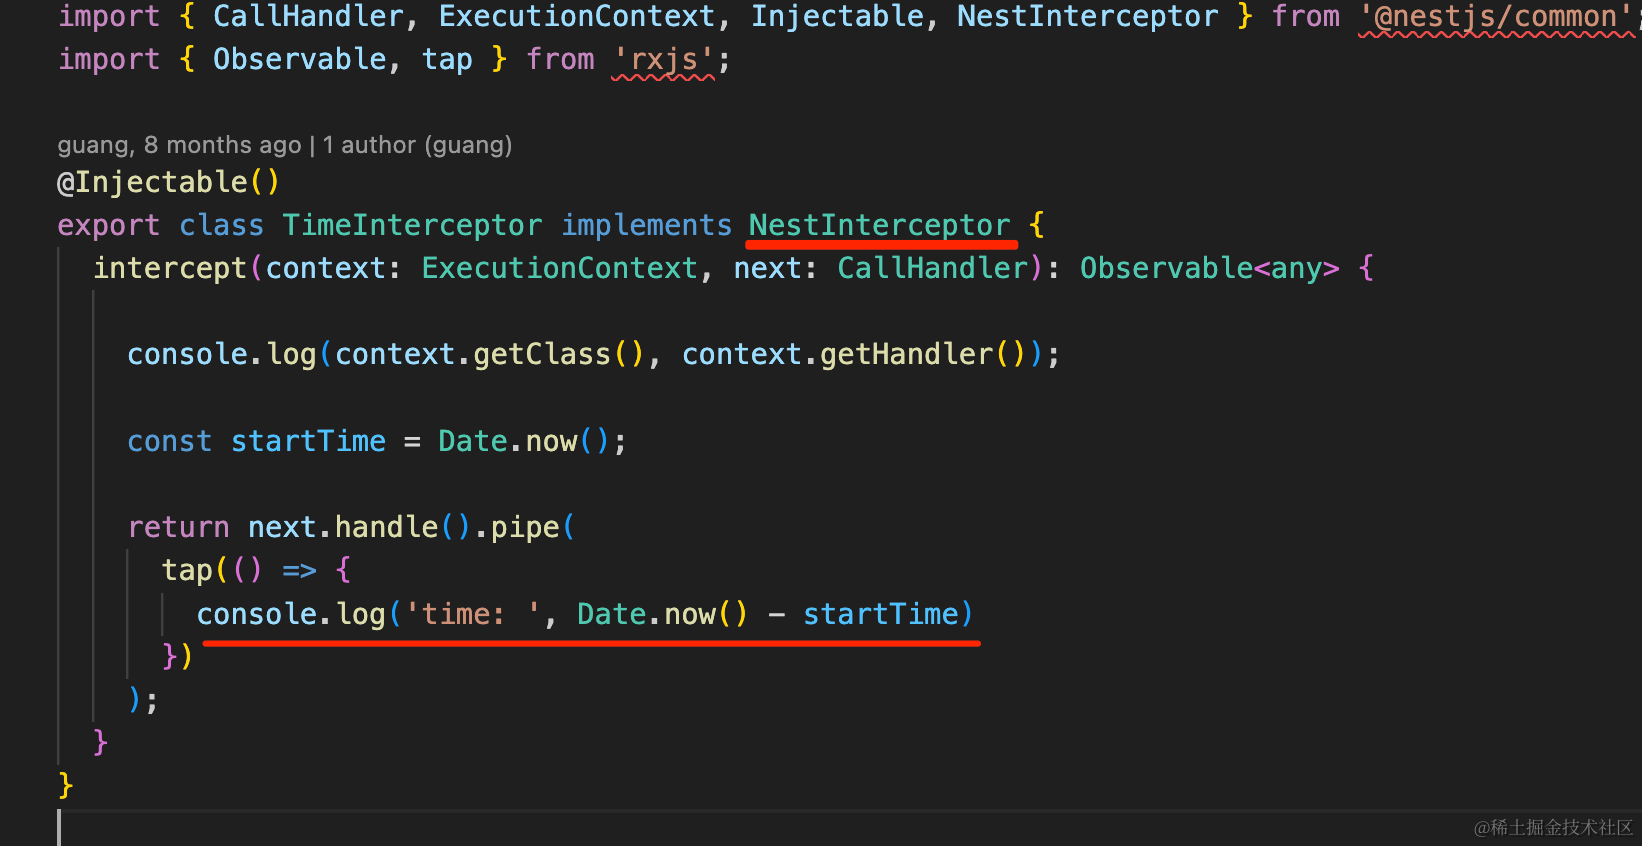 import { CallHandler, ExecutionContext, Injectable, NestInterceptor } from '@nestjs/common';
import { Observable, tap } from 'rxjs';
guang, 8 months ago | 1 author (guang)
@Injectable()
export class TimeInterceptor implements NestInterceptor {
intercept(context: ExecutionContext, next: CallHandler): Observable<any> {
console.log(context.getClass(), context.getHandler());
const startTime = Date.now();
return next.handle().pipe(
tap(() => {
console.log('time: ', Date.now() - startTime)
})
);
}
}
@稀土掘金技术社区